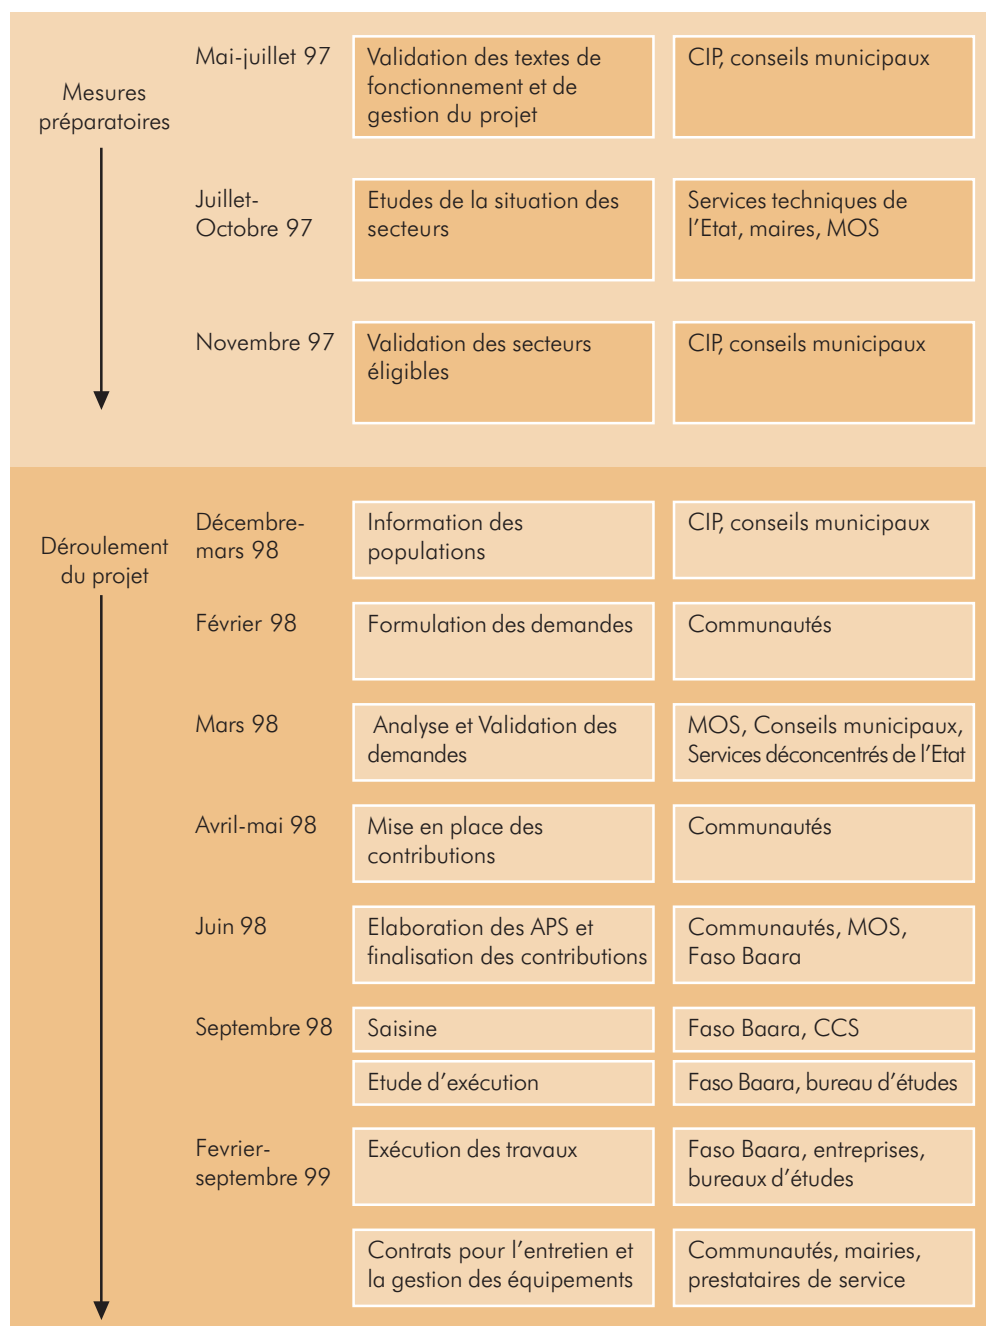 Mesures
préparatoires
Mai-juillet 97
Validation des textes de
fonctionnement et de
gestion du projet
CIP, conseils municipaux
Juillet-
Octobre 97
Etudes de la situation des
secteurs
Services techniques de
l'Etat, maires, MOS
Novembre 97
Validation des secteurs
éligibles
CIP, conseils municipaux
Déroulement
du projet
Décembre-
mars 98
Information des
populations
CIP, conseils municipaux
Février 98
Formulation des demandes
Communautés
Mars 98
Analyse et Validation des
demandes
MOS, Conseils municipaux,
Services déconcentrés de l'Etat
Avril-mai 98
Mise en place des
contributions
Communautés
Juin 98
Elaboration des APS et
finalisation des contributions
Communautés, MOS,
Faso Baara
Septembre 98
Saisine
Faso Baara, CCS
Etude d'exécution
Faso Baara, bureau d'études
Fevrier-
septembre 99
Exécution des travaux
Faso Baara, entreprises,
bureaux d'études
Contrats pour l'entretien et
la gestion des équipements
Communautés, mairies,
prestataires de service